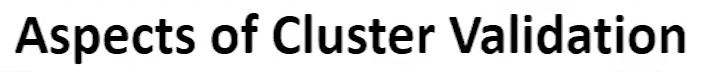 Aspects of Cluster Validation